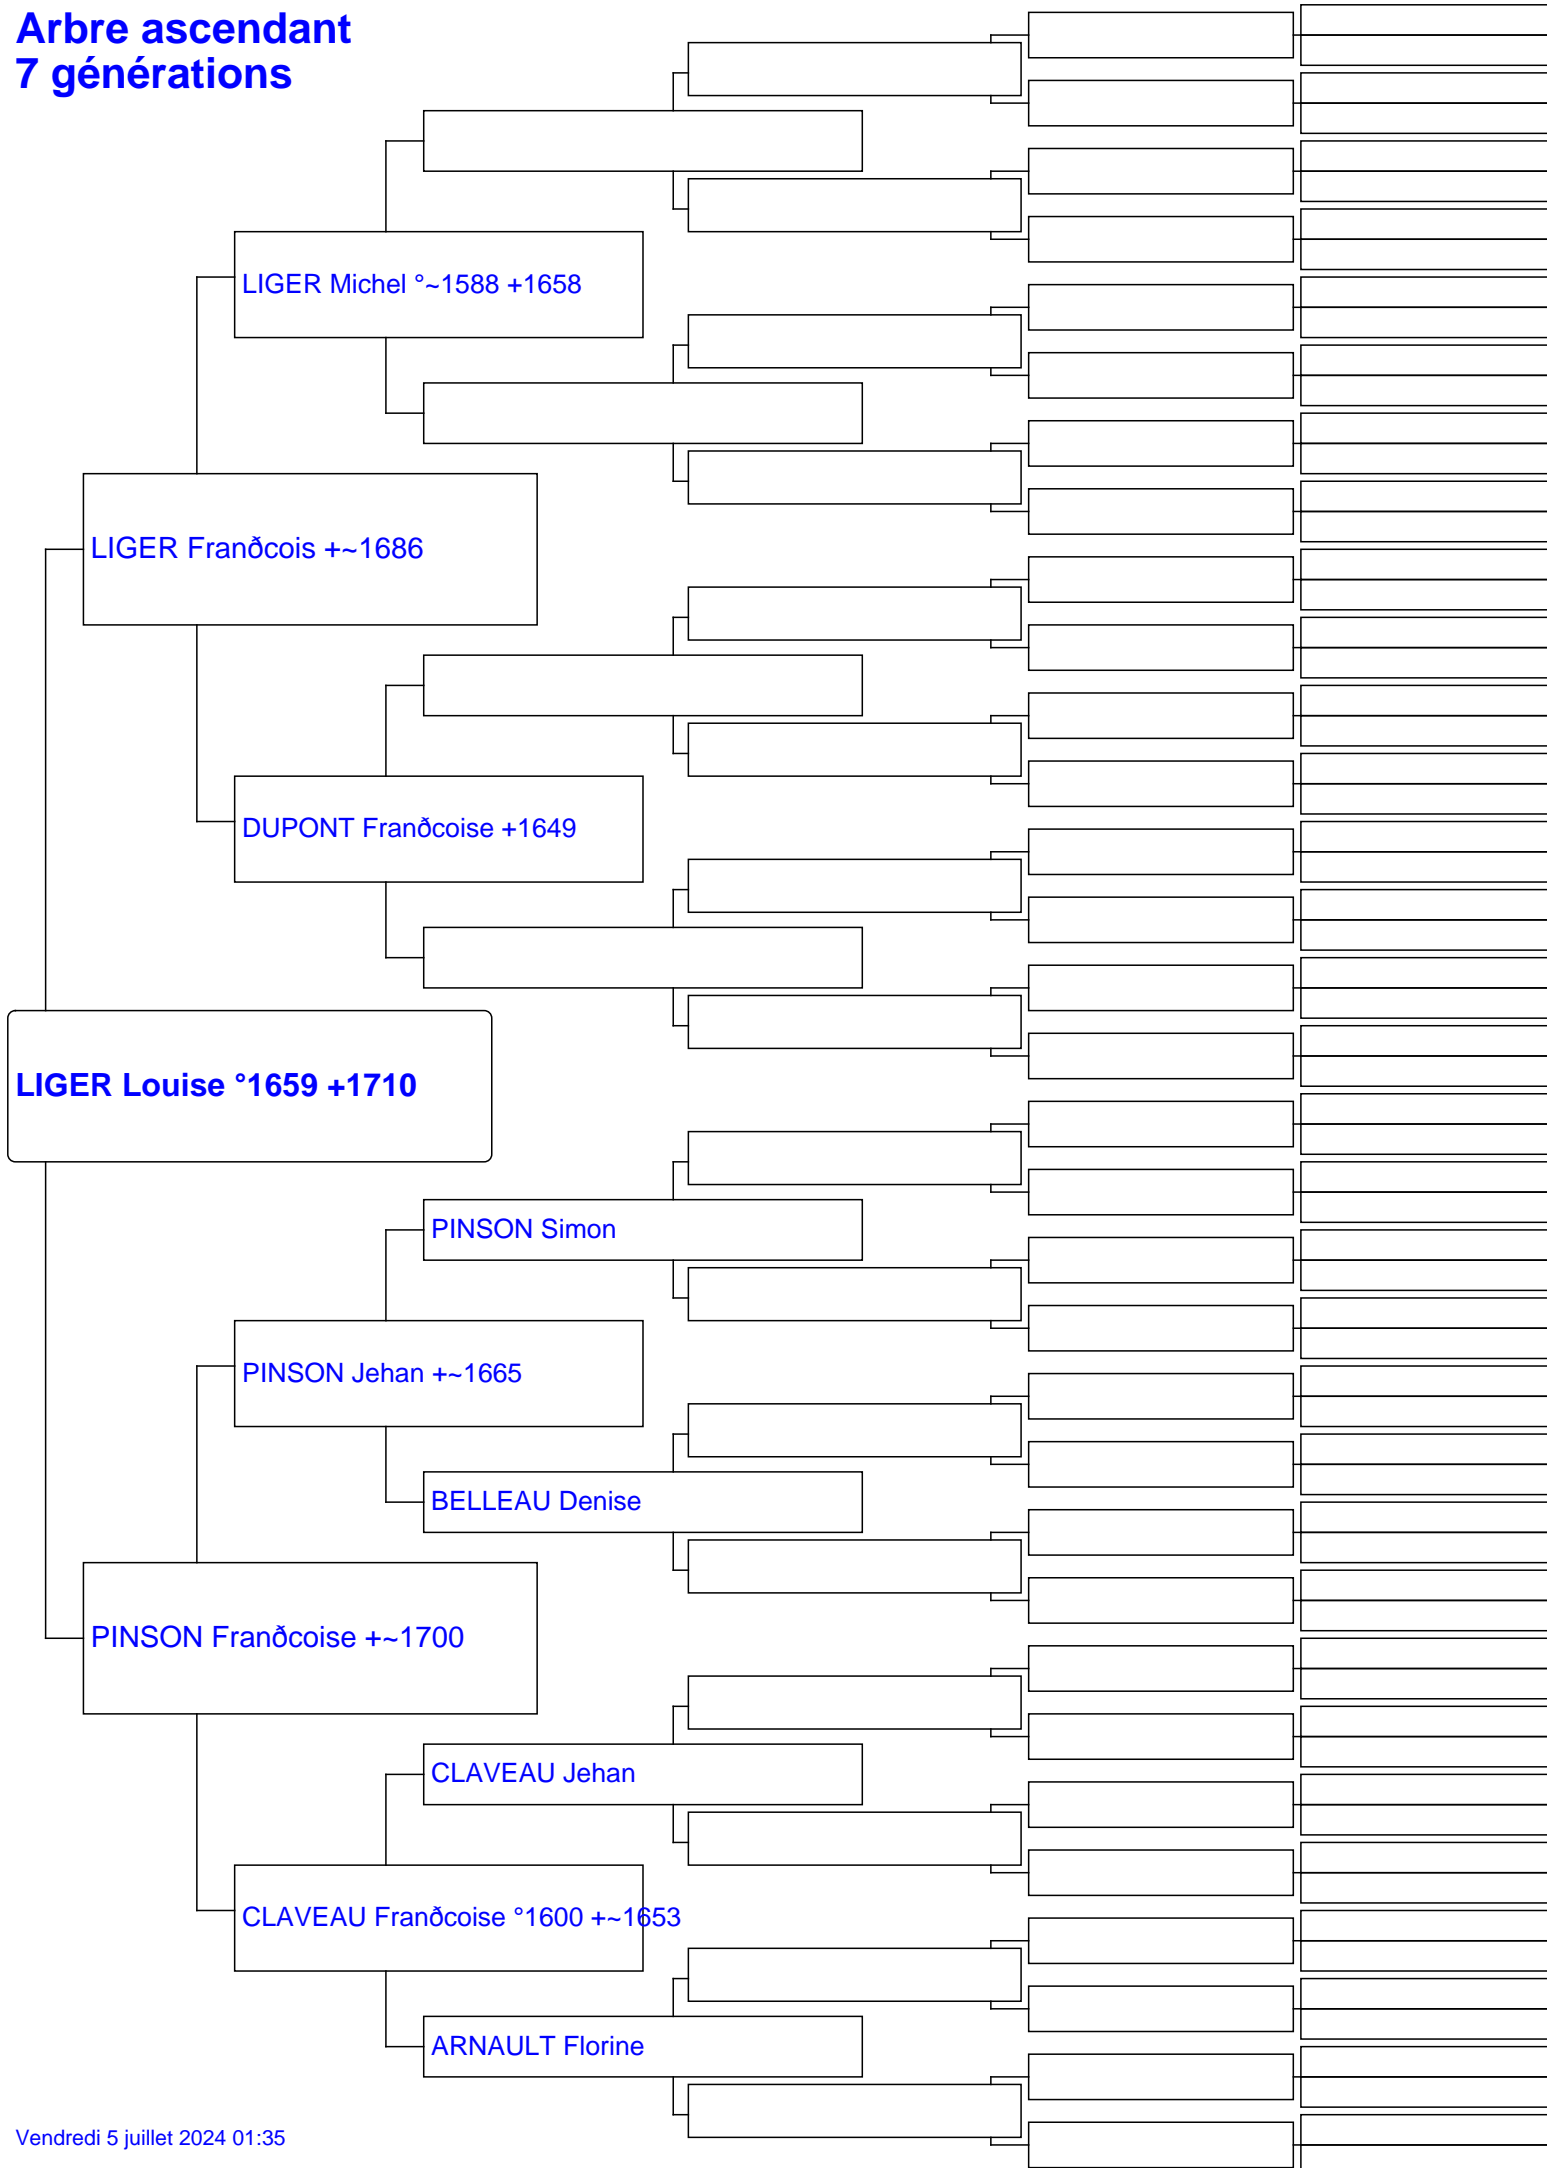 Arbre ascendant
7 générations
LIGER Michel °~1588 +1658
LIGER Franðcois +~1686
DUPONT Franðcoise +1649
LIGER Louise °1659 +1710
PINSON Simon
PINSON Jehan +~1665
BELLEAU Denise
PINSON Franðcoise +~1700
CLAVEAU Jehan
CLAVEAU Franðcoise °1600 +~1653
ARNAULT Florine
Vendredi 5 juillet 2024 01:35